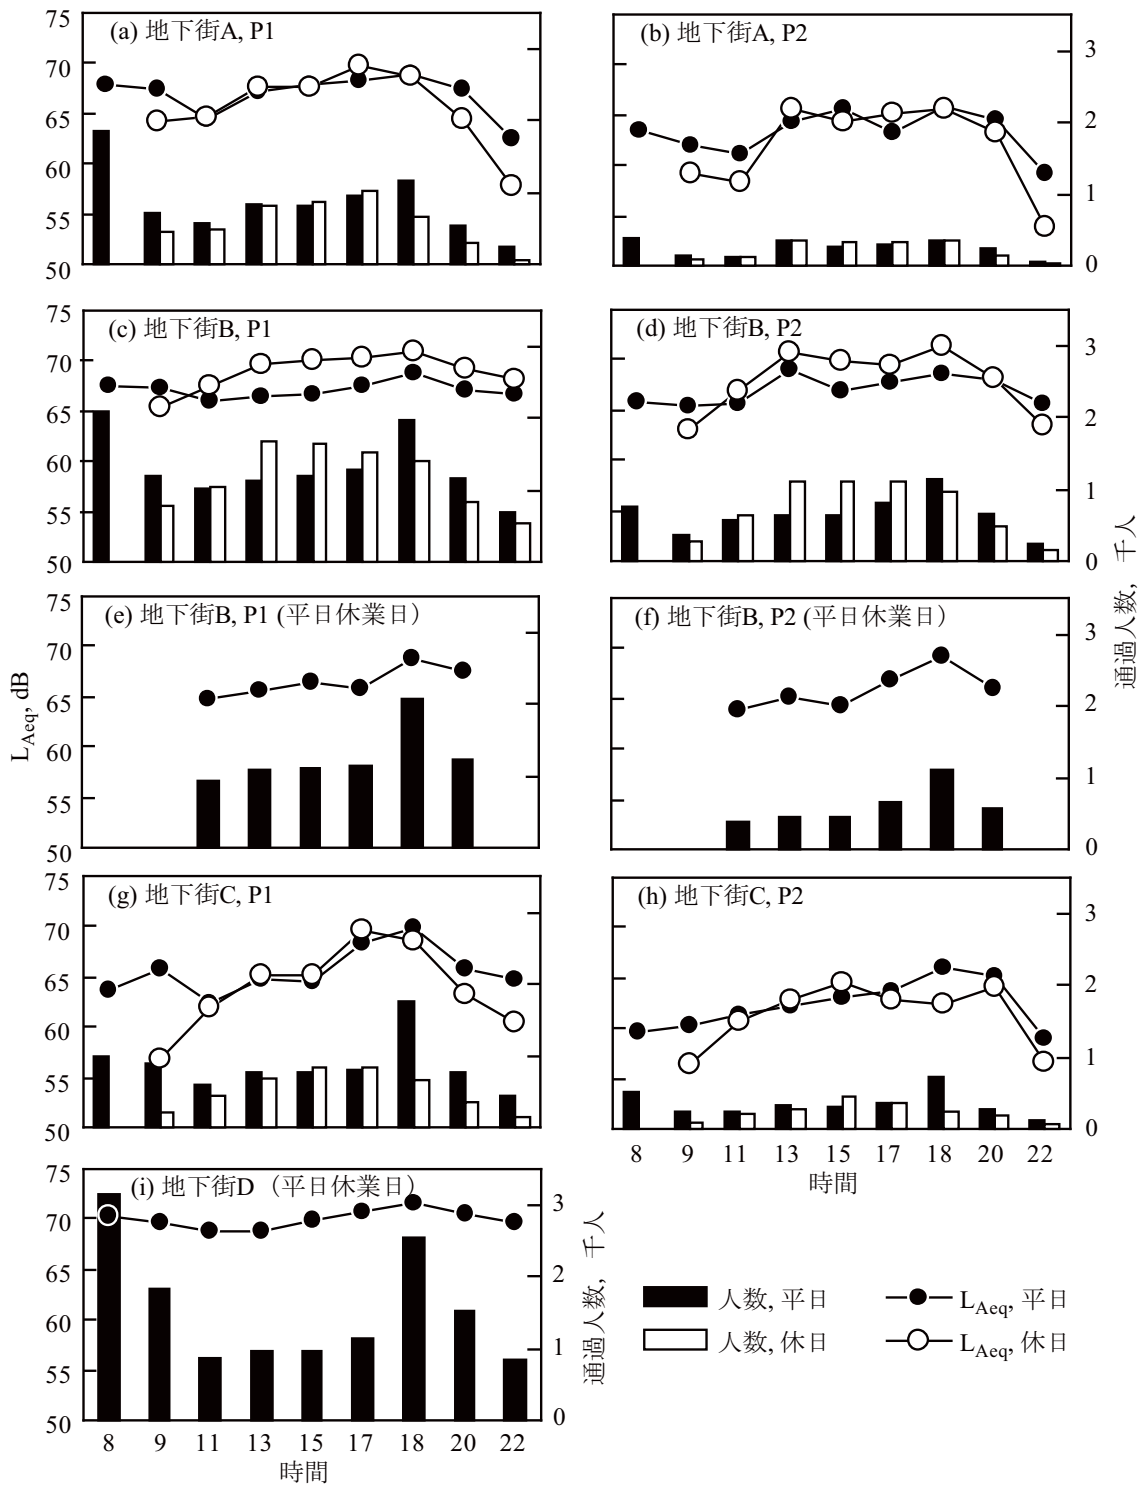 (a) 地下街A, P1
75
70
65
60
55
50
(b) 地下街A, P2
3
2
1
0
(c) 地下街B, P1
75
70
65
60
55
50
(d) 地下街B, P2
3
2
1
0
(e) 地下街B, P1 (平日休業日）
75
70
65
60
55
50
(f) 地下街B, P2 (平日休業日）
3
2
1
0
LAeq, dB
通過人数, 千人
(g) 地下街C, P1
75
70
65
60
55
50
(h) 地下街C, P2
3
2
1
0
8 9 11 13 15 17 18 20 22
時間
(i) 地下街D （平日休業日）
75
70
65
60
55
50
3
2
1
0
通過人数, 千人
8 9 11 13 15 17 18 20 22
時間
人数, 平日
LAeq, 平日
人数, 休日
LAeq, 休日